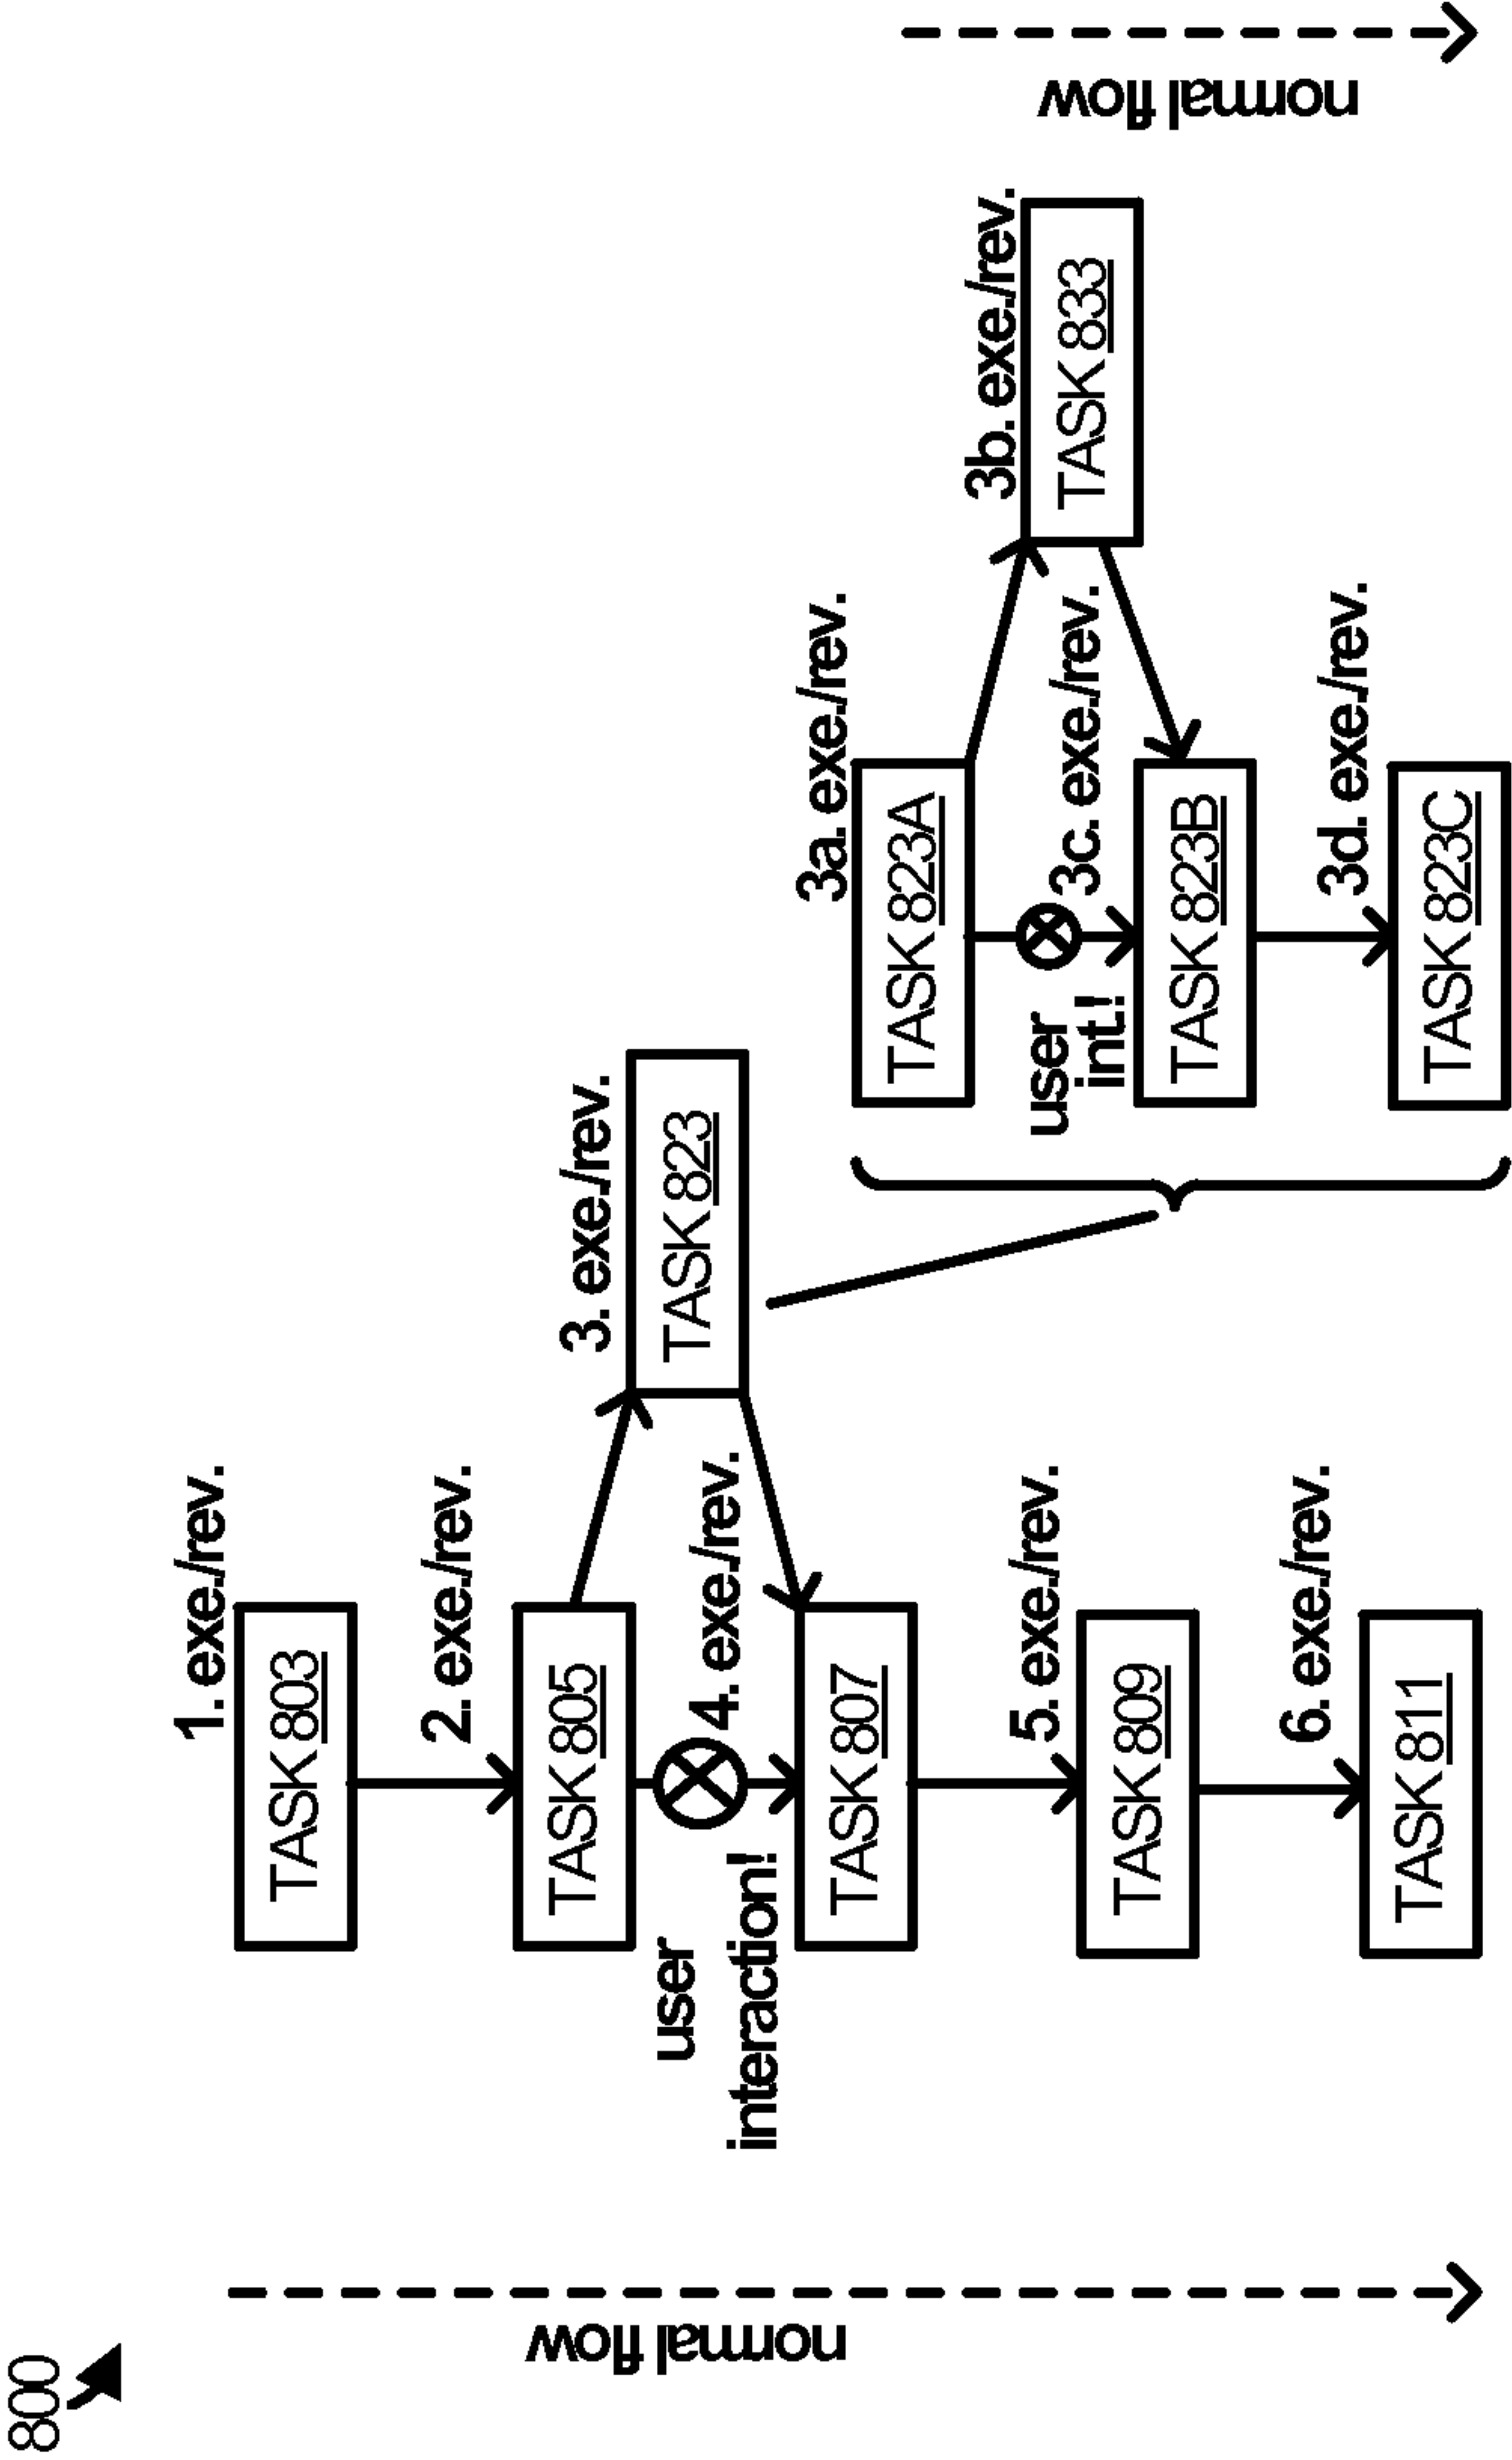 800
normal flow
1. exe./rev.
TASK 803
2. exe./rev.
TASK 805
user
interaction!
4. exe./rev.
TASK 807
5. exe./rev.
TASK 809
6. exe./rev.
TASK 811
3. exe./rev.
TASK 823
3a. exe./rev.
TASK 823A
user
int.!
3c. exe./rev.
TASK 823B
3d. exe./rev.
TASK 823C
3b. exe./rev.
TASK 833
normal flow